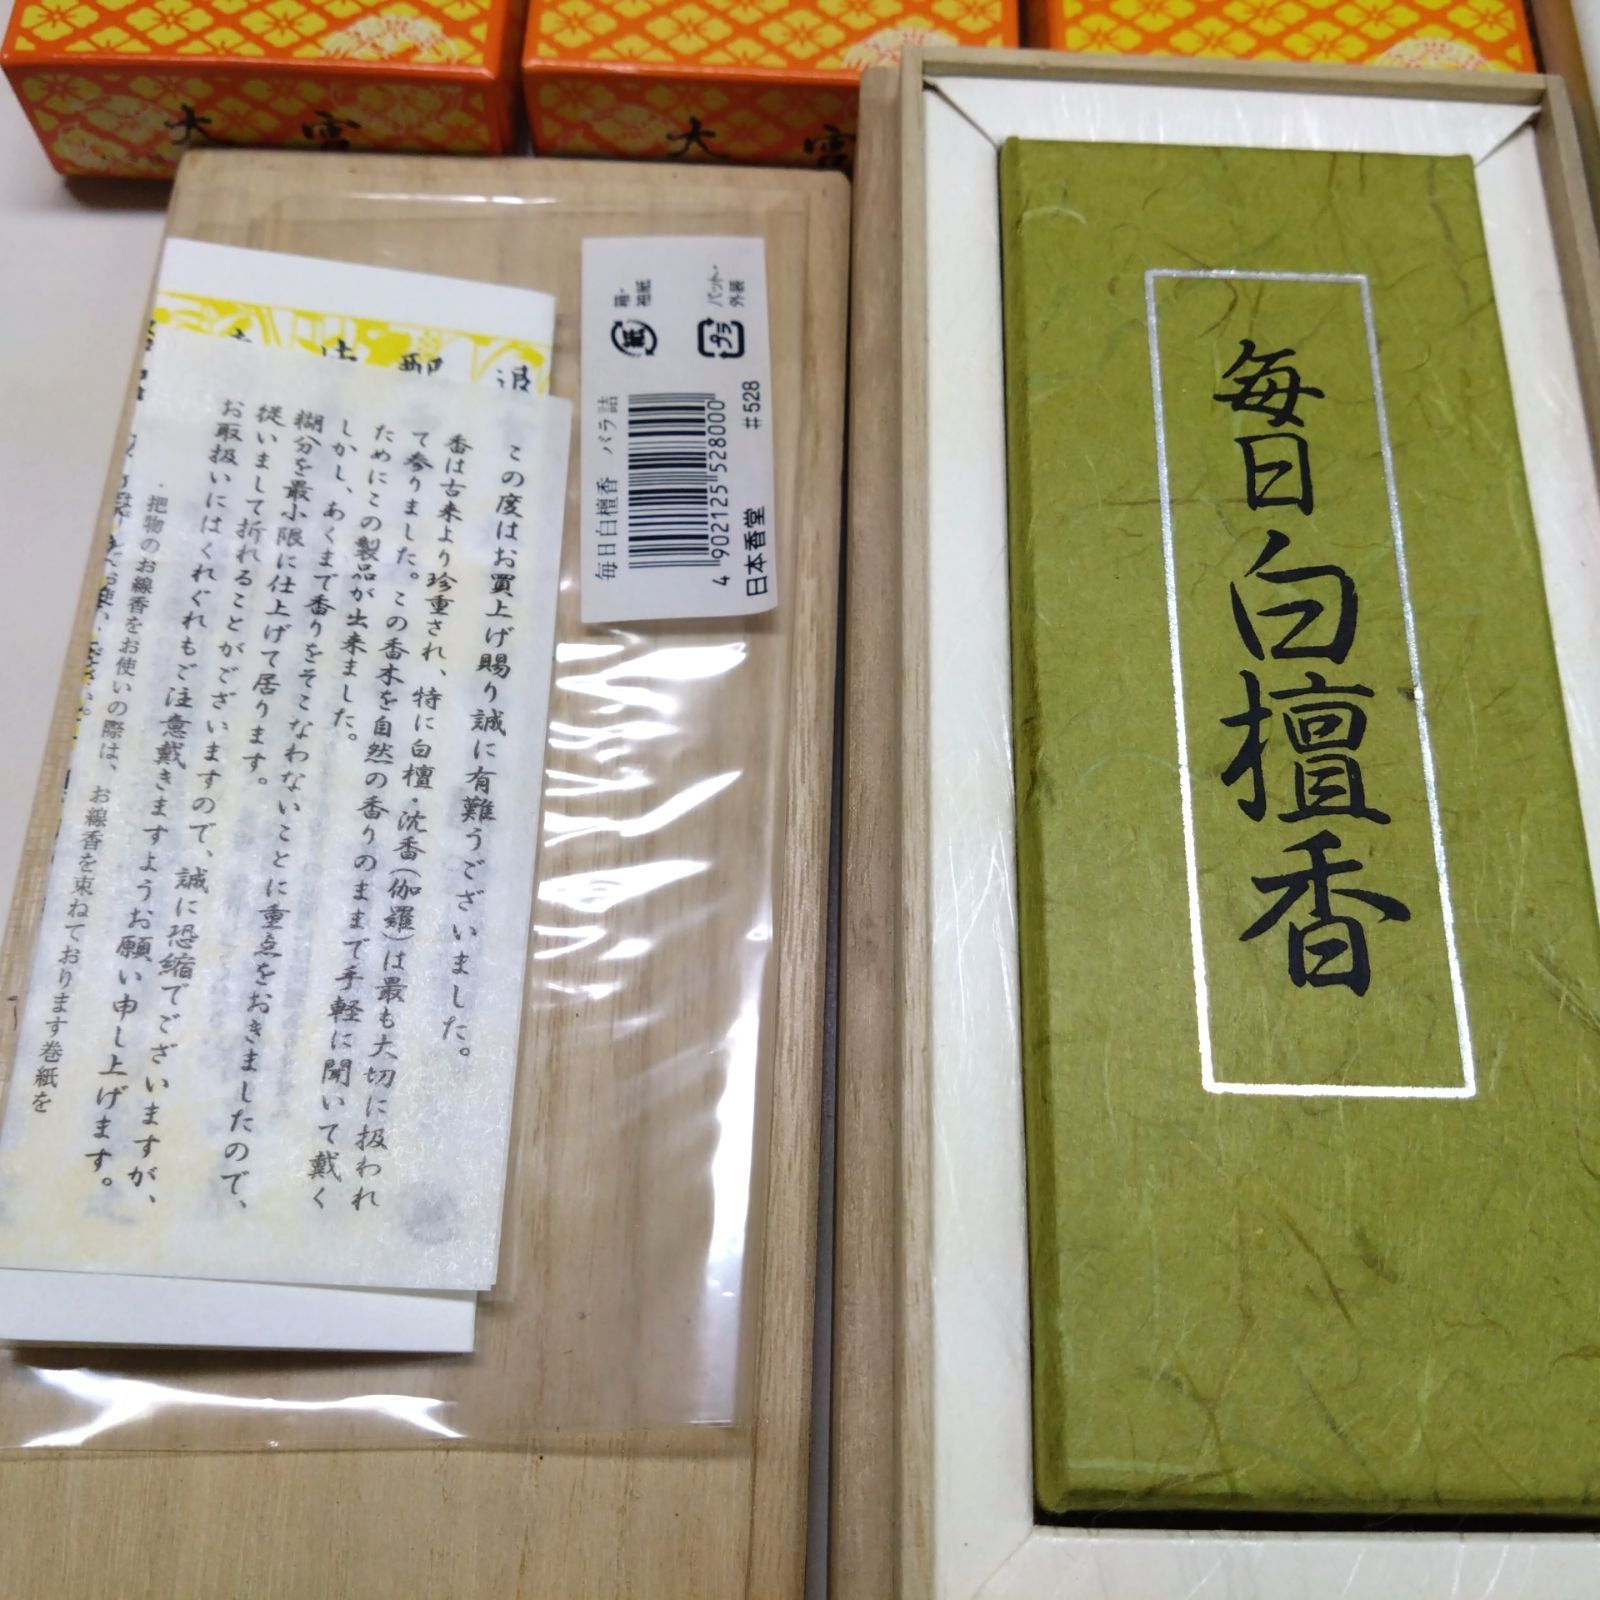 大
大
毎日白檀香
箱・
紙
パット・
外装
プラ
毎日白檀香 バラ詰
4902125528000
日本香堂 #528
この度はお買上げ賜り誠に有難うございました。
香は古来より珍重され、特に白檀・沈香(伽羅)は最も大切に扱われ
て参りました。この香木を自然の香りのままで手軽に聞いて戴く
ためにこの製品が出来ました。
しかし、あくまで香りをそこなわないことに重点をおきましたので、
糊分を最小限に仕上げて居ります。
従いまして折れることがございますので、誠に恐縮でございますが、
お取扱いにはくれぐれもご注意戴きますようお願い申し上げます。
・把物のお線香をお使いの際は、お線香を束ねております巻紙を